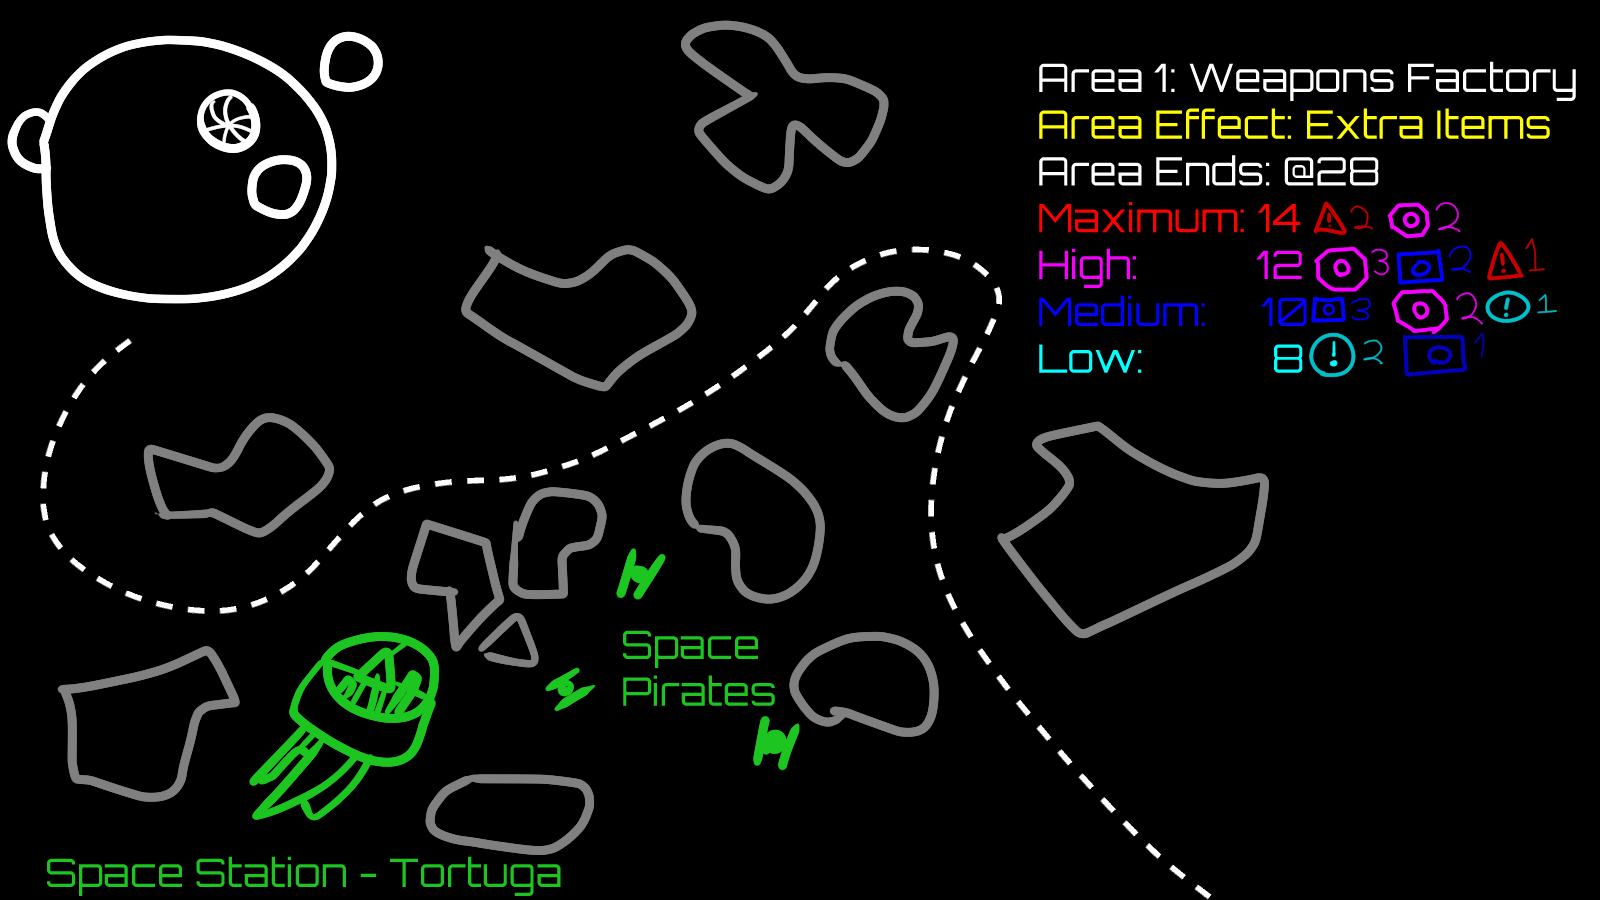 Area 1: Weapons Factory
Area Effect: Extra Items
Area Ends: @28
Maximum: 14 ! 2 2
High: 12 3 2 ! 1
Medium: 10 3 2 ! 1
Low: 8 ! 2 1
Space
Pirates
Space Station - Tortuga